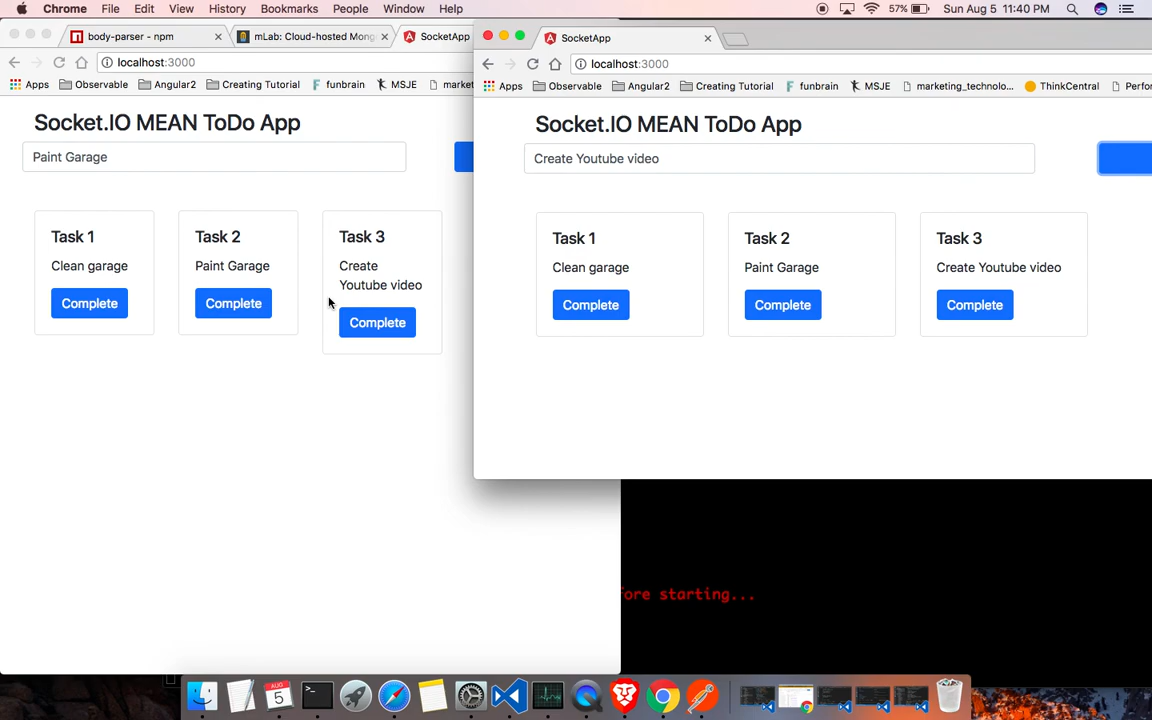 Chrome File Edit View History Bookmarks People Window Help
57% Sun Aug 5 11:40 PM
body-parser - npm
mLab: Cloud-hosted Mong
SocketApp
localhost:3000
Apps Observable Angular2 Creating Tutorial funbrain MSJE market
Socket.IO MEAN ToDo App
Paint Garage
Task 1
Clean garage
Complete
Task 2
Paint Garage
Complete
Task 3
Create
Youtube video
Complete
SocketApp
localhost:3000
Apps Observable Angular2 Creating Tutorial funbrain MSJE marketing_technolo... ThinkCentral Perfor
Socket.IO MEAN ToDo App
Create Youtube video
Task 1
Clean garage
Complete
Task 2
Paint Garage
Complete
Task 3
Create Youtube video
Complete
fore starting...
AUG
5